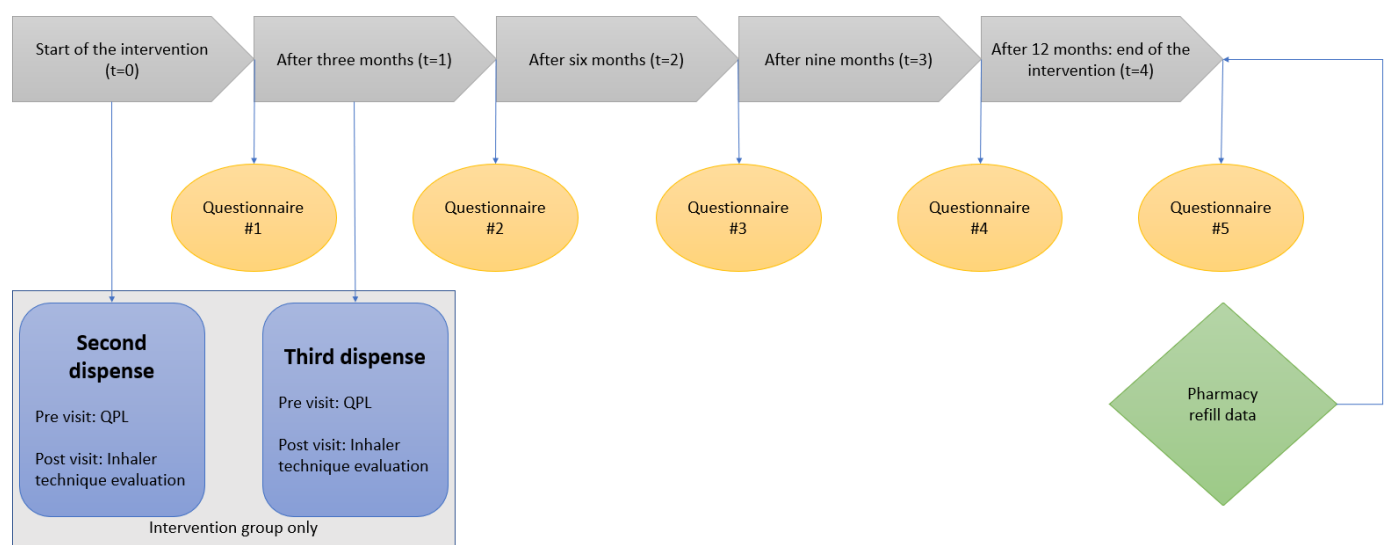 Start of the intervention
(t=0)
After three months (t=1)
After six months (t=2)
After nine months (t=3)
After 12 months: end of the
intervention (t=4)
Questionnaire
#1
Questionnaire
#2
Questionnaire
#3
Questionnaire
#4
Questionnaire
#5
Second
dispense
Pre visit: QPL
Post visit: Inhaler
technique evaluation
Third dispense
Pre visit: QPL
Post visit: Inhaler
technique evaluation
Intervention group only
Pharmacy
refill data